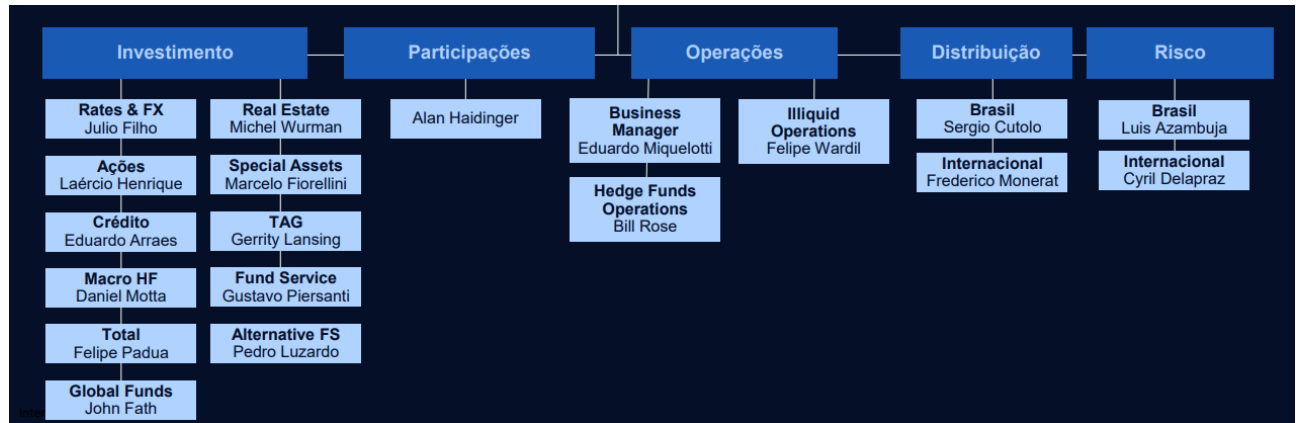 Investimento
Participações
Operações
Distribuição
Risco
Rates & FX
Julio Filho
Ações
Laércio Henrique
Crédito
Eduardo Arraes
Macro HF
Daniel Motta
Total
Felipe Padua
Global Funds
John Fath
Real Estate
Michel Wurman
Special Assets
Marcelo Fiorellini
TAG
Gerrity Lansing
Fund Service
Gustavo Piersanti
Alternative FS
Pedro Luzardo
Alan Haidinger
Business
Manager
Eduardo Miquelotti
Hedge Funds
Operations
Bill Rose
Illiquid
Operations
Felipe Wardil
Brasil
Sergio Cutolo
Internacional
Frederico Monerat
Brasil
Luis Azambuja
Internacional
Cyril Delapraz